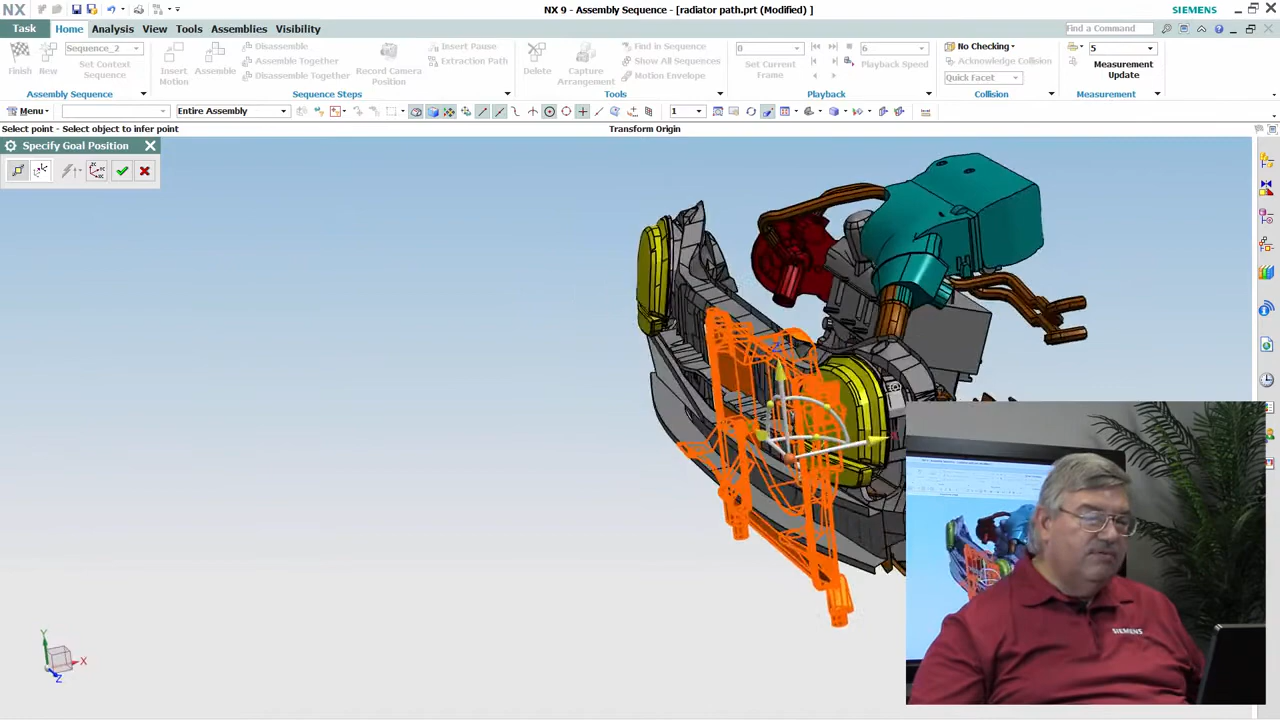 NX NX 9 - Assembly Sequence - [radiator path.prt (Modified) ] SIEMENS
Task Home Analysis View Tools Assemblies Visibility Find a Command
Finish New Sequence_2 Set Context Sequence
Assembly Sequence
Insert Motion Assemble Disassemble Assemble Together Disassemble Together Record Camera Position Insert Pause Extraction Path
Sequence Steps
Delete Capture Arrangement Find in Sequence Show All Sequences Motion Envelope
Tools
0 Set Current Frame 6 Playback Speed
Playback
No Checking Acknowledge Collision Quick Facet
Collision
5 Measurement Update
Measurement
Menu Entire Assembly 1
Select point - Select object to infer point Transform Origin
Specify Goal Position
Z
X
SIEMENS
Y
X
Z